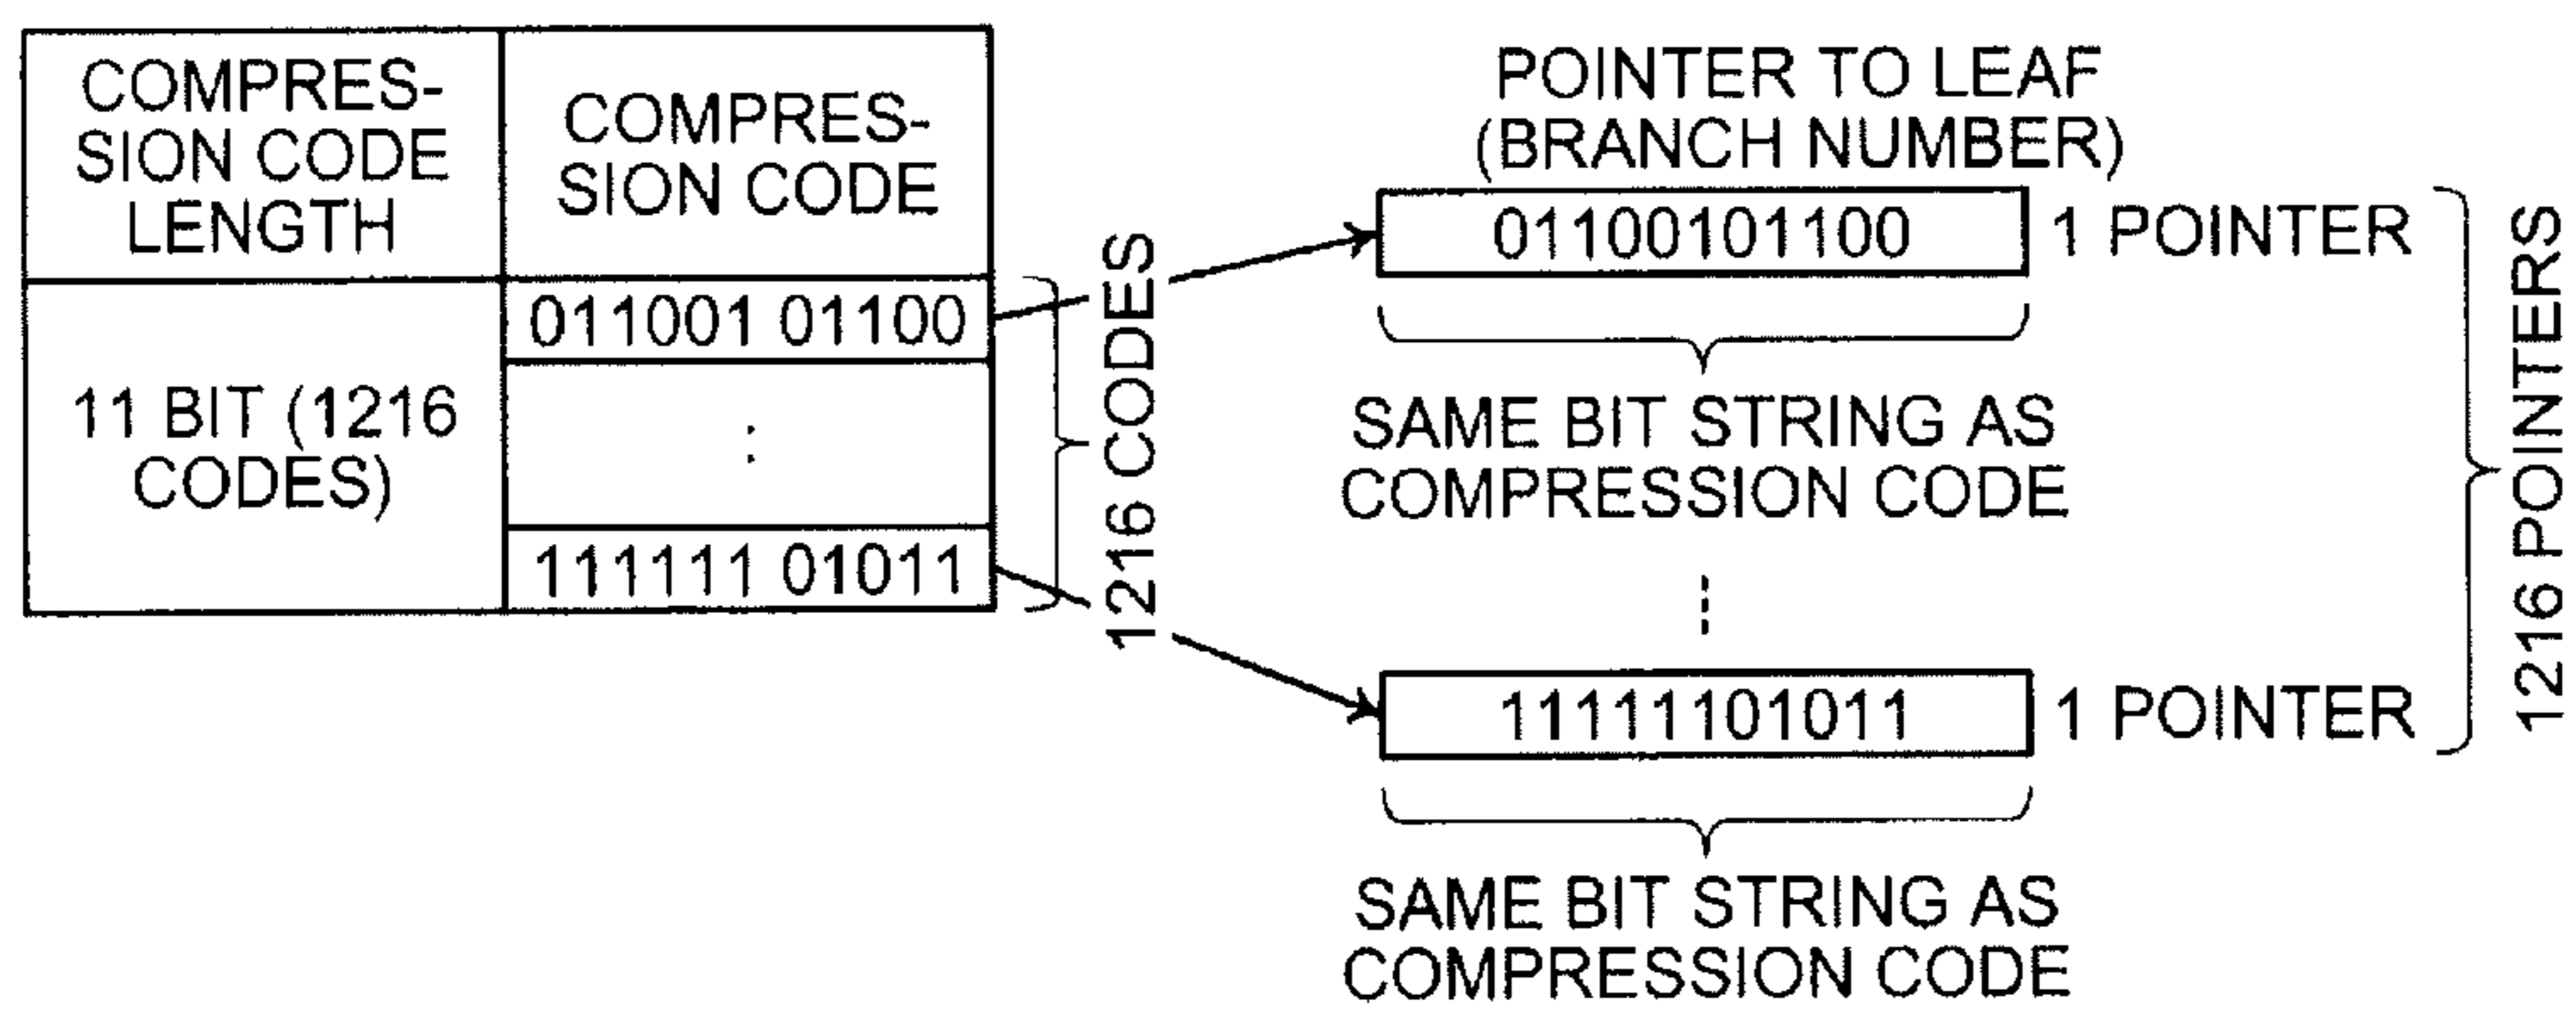 COMPRES-
SION CODE
LENGTH
COMPRES-
SION CODE
11 BIT (1216
CODES)
011001 01100
:
111111 01011
1216 CODES
POINTER TO LEAF
(BRANCH NUMBER)
01100101100
1 POINTER
SAME BIT STRING AS
COMPRESSION CODE
11111101011
1 POINTER
SAME BIT STRING AS
COMPRESSION CODE
1216 POINTERS